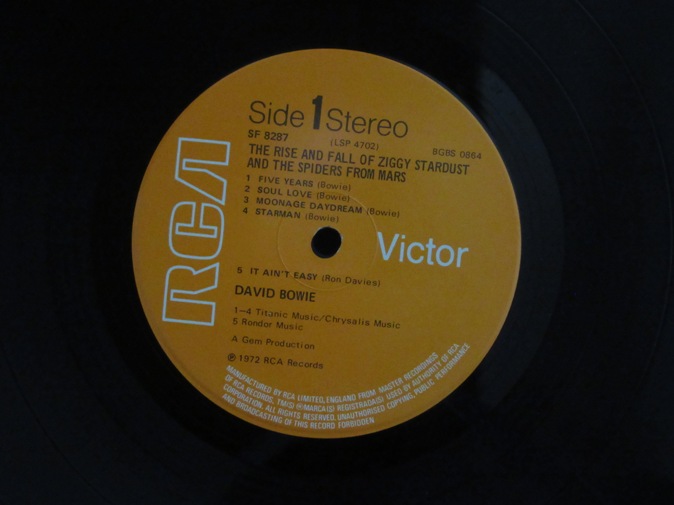 Side 1 Stereo
SF 8287
(LSP 4702)
BGBS 0864
THE RISE AND FALL OF ZIGGY STARDUST
AND THE SPIDERS FROM MARS
1 FIVE YEARS (Bowie)
2 SOUL LOVE (Bowie)
3 MOONAGE DAYDREAM (Bowie)
4 STARMAN (Bowie)
RCA
Victor
5 IT AIN'T EASY (Ron Davies)
DAVID BOWIE
1–4 Titanic Music/Chrysalis Music
5 Rondor Music
A Gem Production
℗ 1972 RCA Records
MANUFACTURED BY RCA LIMITED, ENGLAND FROM MASTER RECORDINGS
OF RCA RECORDS, TM(S) ® MARCA(S) REGISTRADA(S) USED BY AUTHORITY OF RCA
CORPORATION ALL RIGHTS RESERVED. UNAUTHORISED COPYING, PUBLIC PERFORMANCE
AND BROADCASTING OF THIS RECORD FORBIDDEN